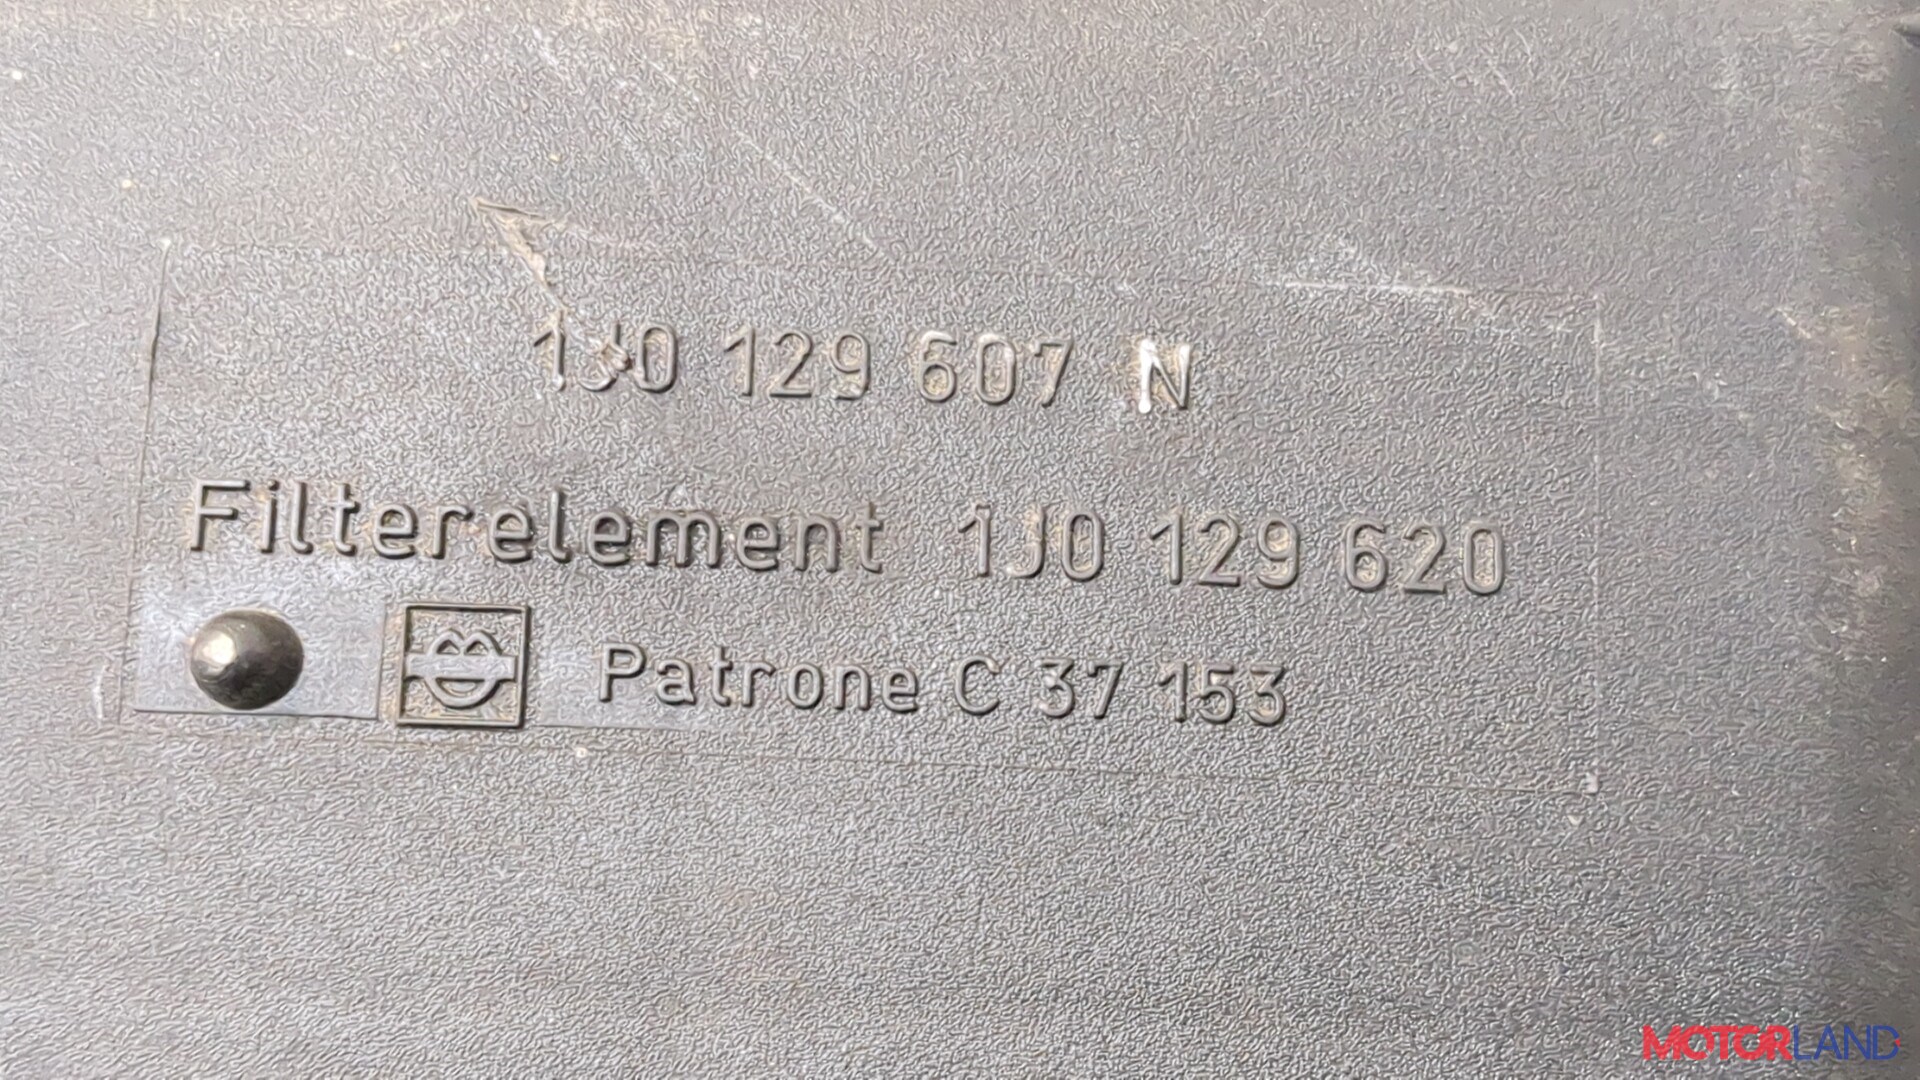 1J0 129 607 N
Filterelement 1J0 129 620
Patrone C 37 153
MOTORLAND